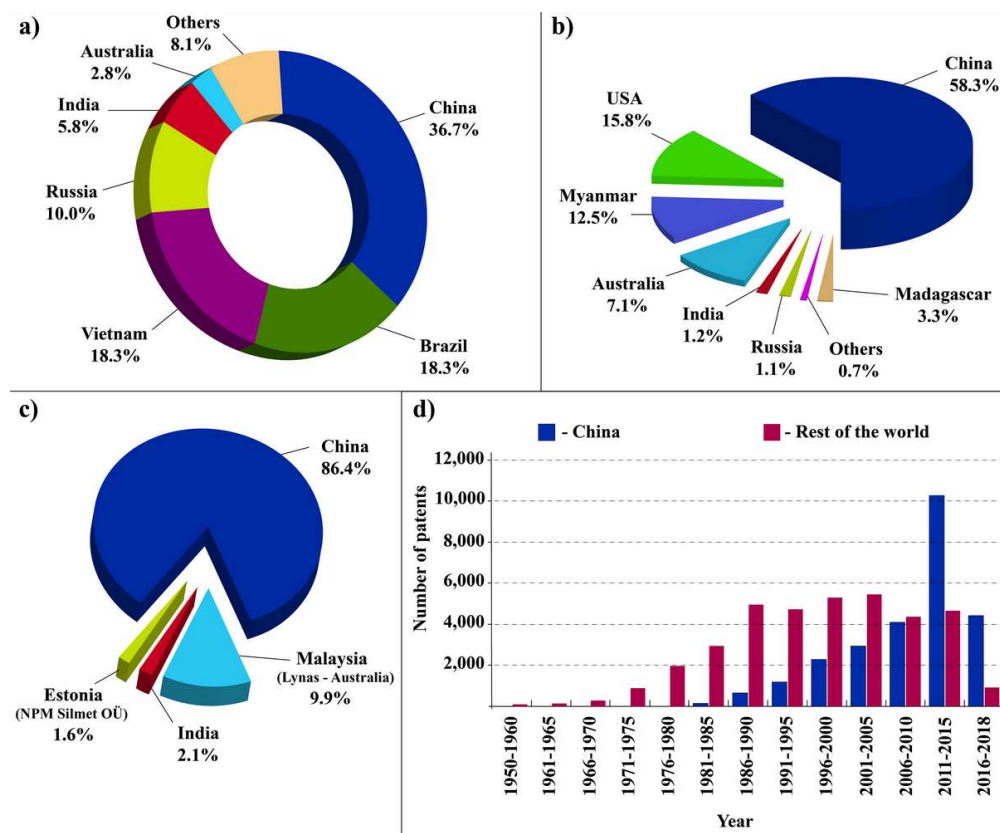 a)
Others
8.1%
Australia
2.8%
India
5.8%
Russia
10.0%
Vietnam
18.3%
China
36.7%
Brazil
18.3%
b)
China
58.3%
USA
15.8%
Myanmar
12.5%
Australia
7.1%
India
1.2%
Russia
1.1%
Others
0.7%
Madagascar
3.3%
c)
China
86.4%
Malaysia
(Lynas - Australia)
9.9%
Estonia
(NPM Silmet OÜ)
1.6%
India
2.1%
d)
- China
- Rest of the world
Number of patents
12,000
10,000
8,000
6,000
4,000
2,000
1950-1960
1961-1965
1966-1970
1971-1975
1976-1980
1981-1985
1986-1990
1991-1995
1996-2000
2001-2005
2006-2010
2011-2015
2016-2018
Year